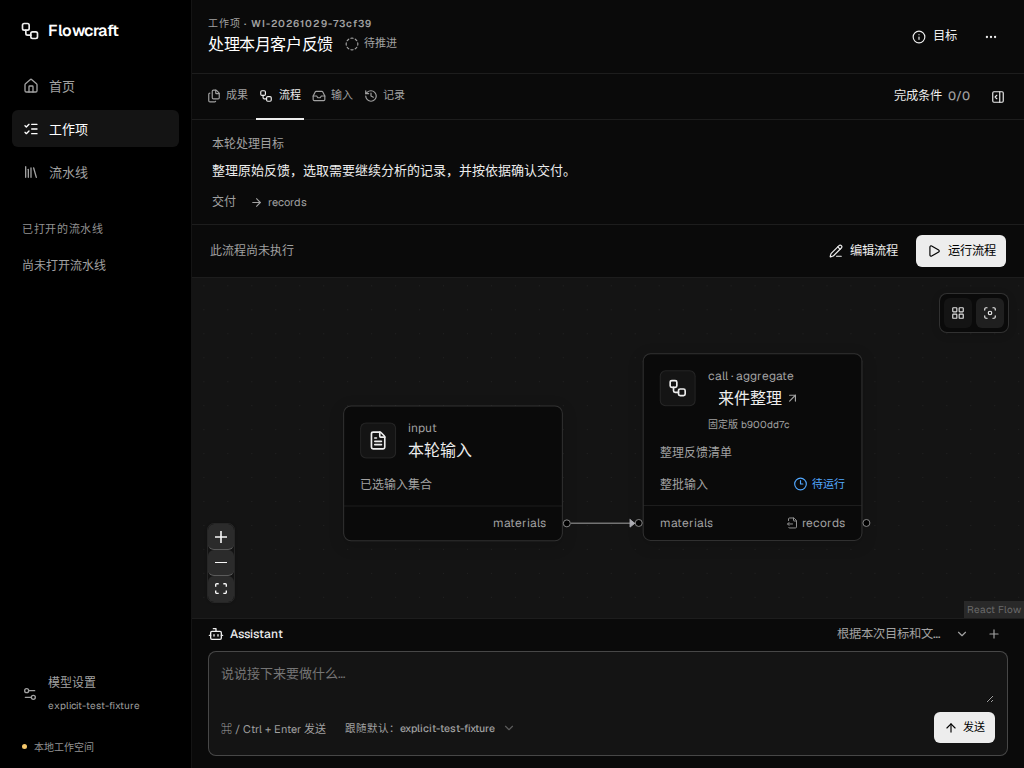 Flowcraft
首页
工作项
流水线
已打开的流水线
尚未打开流水线
模型设置
explicit-test-fixture
本地工作空间
工作项 · WI-20261029-73cf39
处理本月客户反馈
待推进
目标
成果
流程
输入
记录
完成条件 0/0
本轮处理目标
整理原始反馈，选取需要继续分析的记录，并按依据确认交付。
交付 → records
此流程尚未执行
编辑流程
运行流程
input
本轮输入
已选输入集合
materials
call · aggregate
来件整理
固定版 b900dd7c
整理反馈清单
整批输入
待运行
materials
records
React Flow
Assistant
根据本次目标和文...
说说接下来要做什么...
⌘ / Ctrl + Enter 发送
跟随默认：explicit-test-fixture
发送